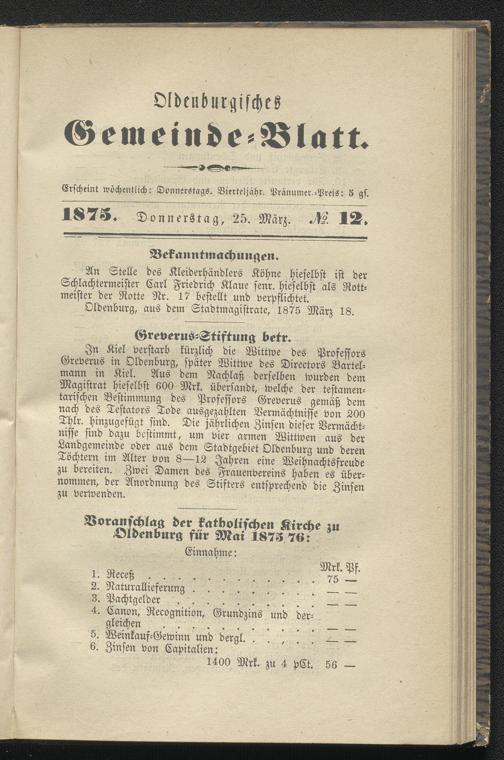 Oldenburgisches
Gemeinde-Blatt.
Erscheint wöchentlich: Donnerstags. Vierteljähr. Pränumer.-Preis: 5 gſ.
1875. Donnerstag, 25. März. № 12.
Bekanntmachungen.
An Stelle des Kleiderhändlers Köhne hieselbst ist der
Schlachtermeister Carl Friedrich Klaue senr. hieselbst als Rott-
meister der Rotte Nr. 17 bestellt und verpflichtet.
Oldenburg, aus dem Stadtmagistrate, 1875 März 18.
Greverus-Stiftung betr.
In Kiel verstarb kürzlich die Wittwe des Professors
Greverus in Oldenburg, später Wittwe des Directors Bartel-
mann in Kiel. Aus dem Nachlaß derselben wurden dem
Magistrat hieselbst 600 Mrk. übersandt, welche der testamen-
tarischen Bestimmung des Professors Greverus gemäß dem
nach des Testators Tode ausgezahlten Vermächtnisse von 200
Thlr. hinzugefügt sind. Die jährlichen Zinsen dieser Vermächt-
nisse sind dazu bestimmt, um vier armen Wittwen aus der
Landgemeinde oder aus dem Stadtgebiet Oldenburg und deren
Töchtern im Alter von 8—12 Jahren eine Weihnachtsfreude
zu bereiten. Zwei Damen des Frauenvereins haben es über-
nommen, der Anordnung des Stifters entsprechend die Zinsen
zu verwenden.
Voranschlag der katholischen Kirche zu
Oldenburg für Mai 1875/76:
Einnahme:
Mrk. Pf.
1. Receß . . . . . . . . . . . . 75 —
2. Naturallieferung . . . . . . . . . . — —
3. Pachtgelder . . . . . . . . . . . — —
4. Canon, Recognition, Grundzins und der-
gleichen . . . . . . . . . . . . — —
5. Weinkauf-Gewinn und dergl. . . . . . . . — —
6. Zinsen von Capitalien:
1400 Mrk. zu 4 pCt. 56 —